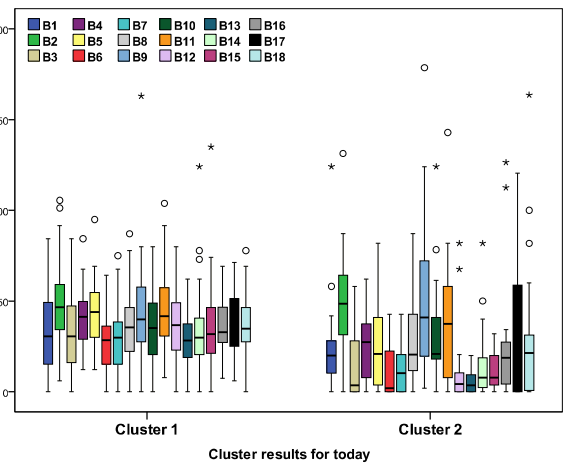 B1 B4 B7 B10 B13 B16
B2 B5 B8 B11 B14 B17
B3 B6 B9 B12 B15 B18
Cluster 1 Cluster 2
Cluster results for today